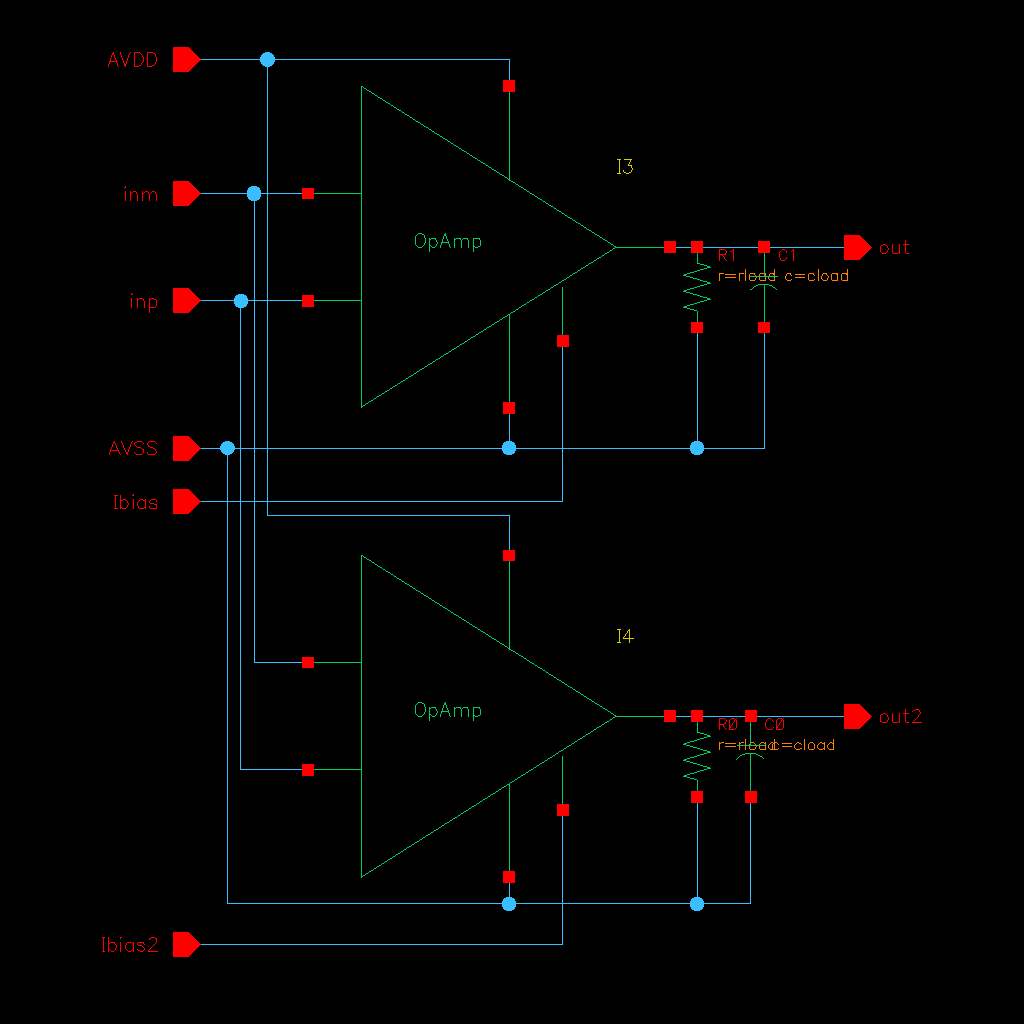 AVDD
I3
inm
OpAmp
out
R1
C1
r=rload
c=cload
inp
AVSS
Ibias
I4
OpAmp
out2
R0
C0
r=rload
c=cload
Ibias2